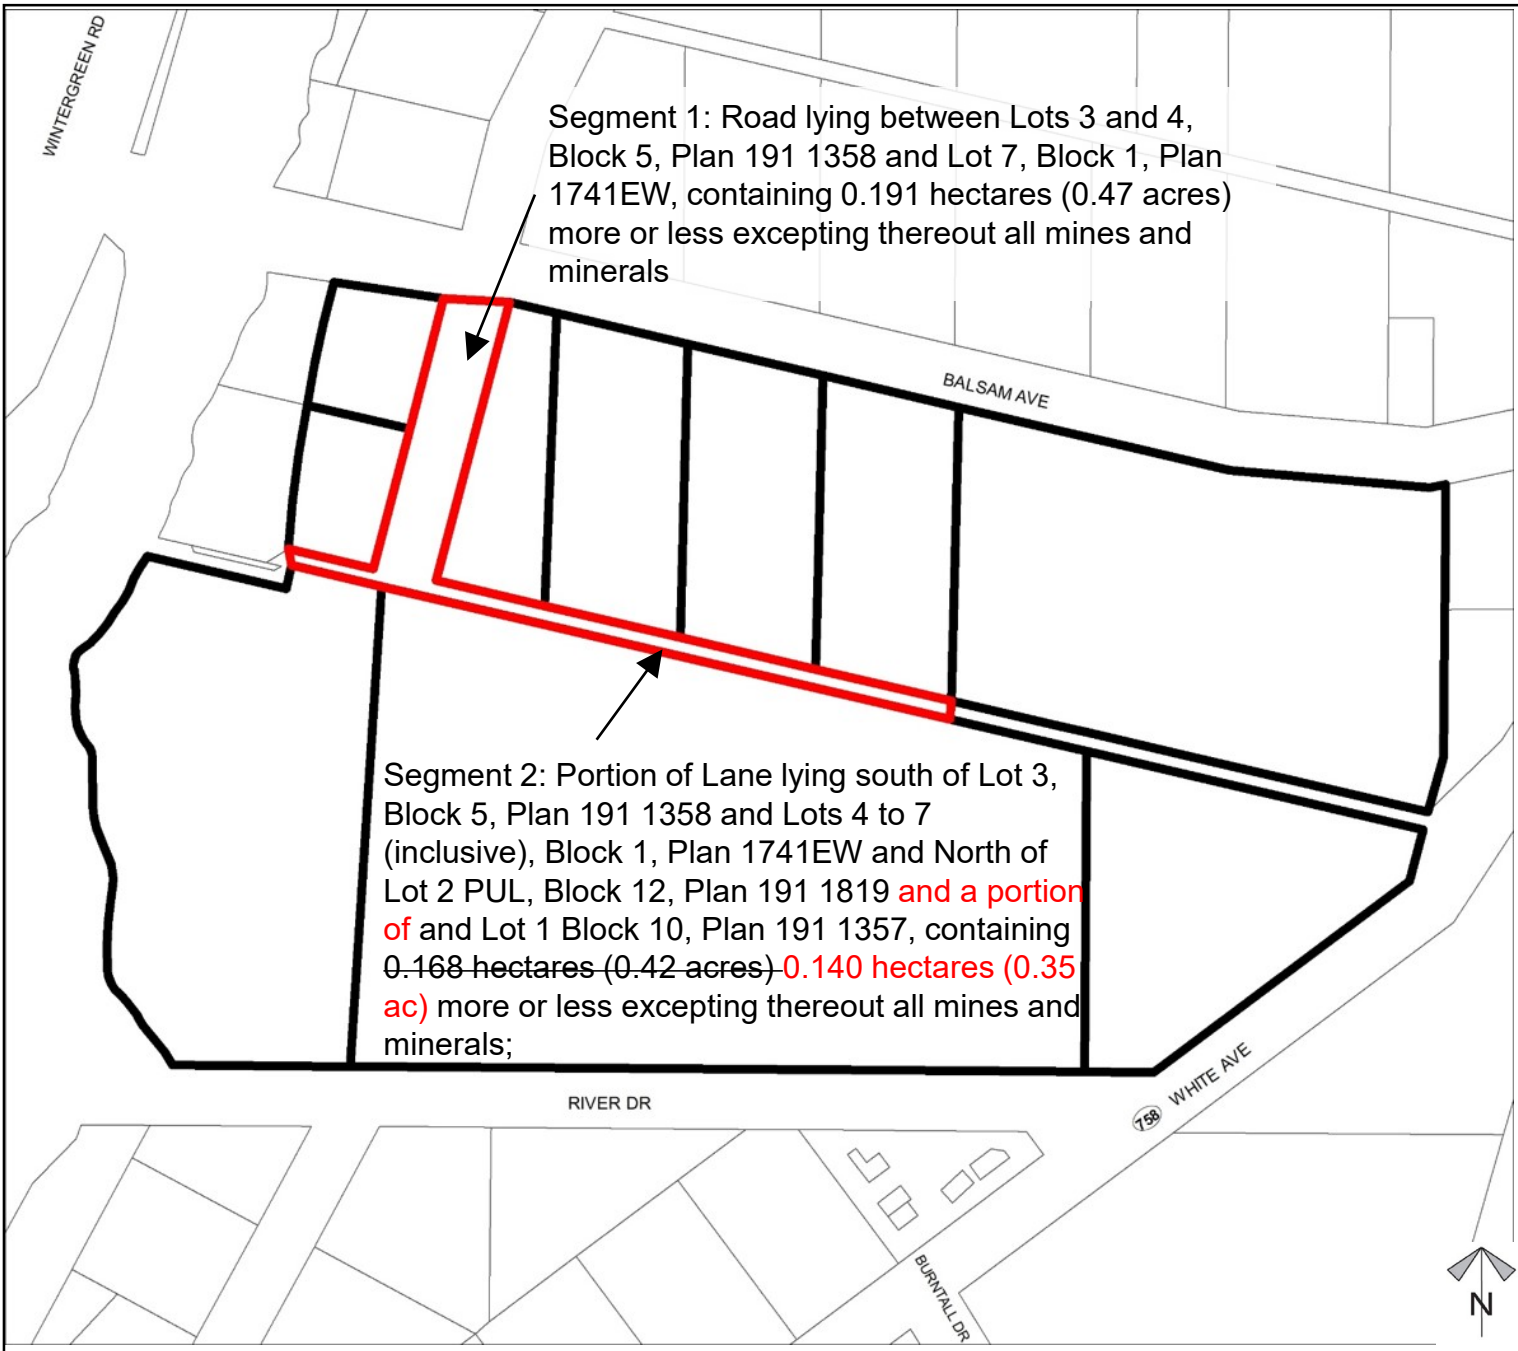 WINTERGREEN RD
Segment 1: Road lying between Lots 3 and 4,
Block 5, Plan 191 1358 and Lot 7, Block 1, Plan
1741EW, containing 0.191 hectares (0.47 acres)
more or less excepting thereout all mines and
minerals
BALSAM AVE
Segment 2: Portion of Lane lying south of Lot 3,
Block 5, Plan 191 1358 and Lots 4 to 7
(inclusive), Block 1, Plan 1741EW and North of
Lot 2 PUL, Block 12, Plan 191 1819 and a portion
of and Lot 1 Block 10, Plan 191 1357, containing
0.168 hectares (0.42 acres) 0.140 hectares (0.35
ac) more or less excepting thereout all mines and
minerals;
RIVER DR
758
WHITE AVE
BURNTALL DR
N